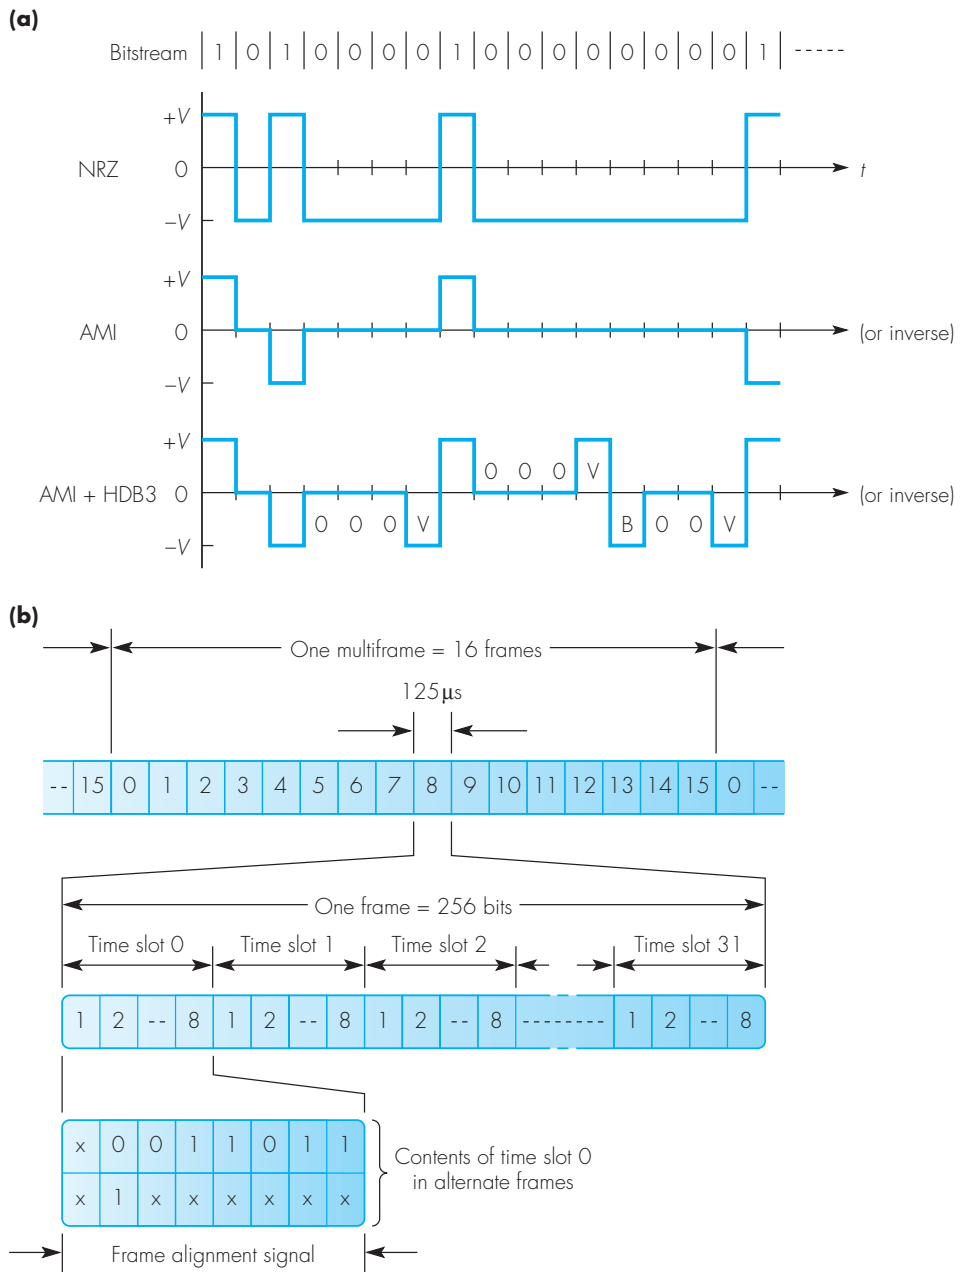 (a)
Bitstream 1 0 1 0 0 0 0 1 0 0 0 0 0 0 0 0 1 -----
+V
NRZ 0 t
−V
+V
AMI 0 (or inverse)
−V
+V
0 0 0 V
AMI + HDB3 0 (or inverse)
0 0 0 V B 0 0 V
−V
(b)
One multiframe = 16 frames
125 μs
-- 15 0 1 2 3 4 5 6 7 8 9 10 11 12 13 14 15 0 --
One frame = 256 bits
Time slot 0 Time slot 1 Time slot 2 Time slot 31
1 2 -- 8 1 2 -- 8 1 2 -- 8 -------- 1 2 -- 8
x 0 0 1 1 0 1 1
Contents of time slot 0
in alternate frames
x 1 x x x x x x
Frame alignment signal